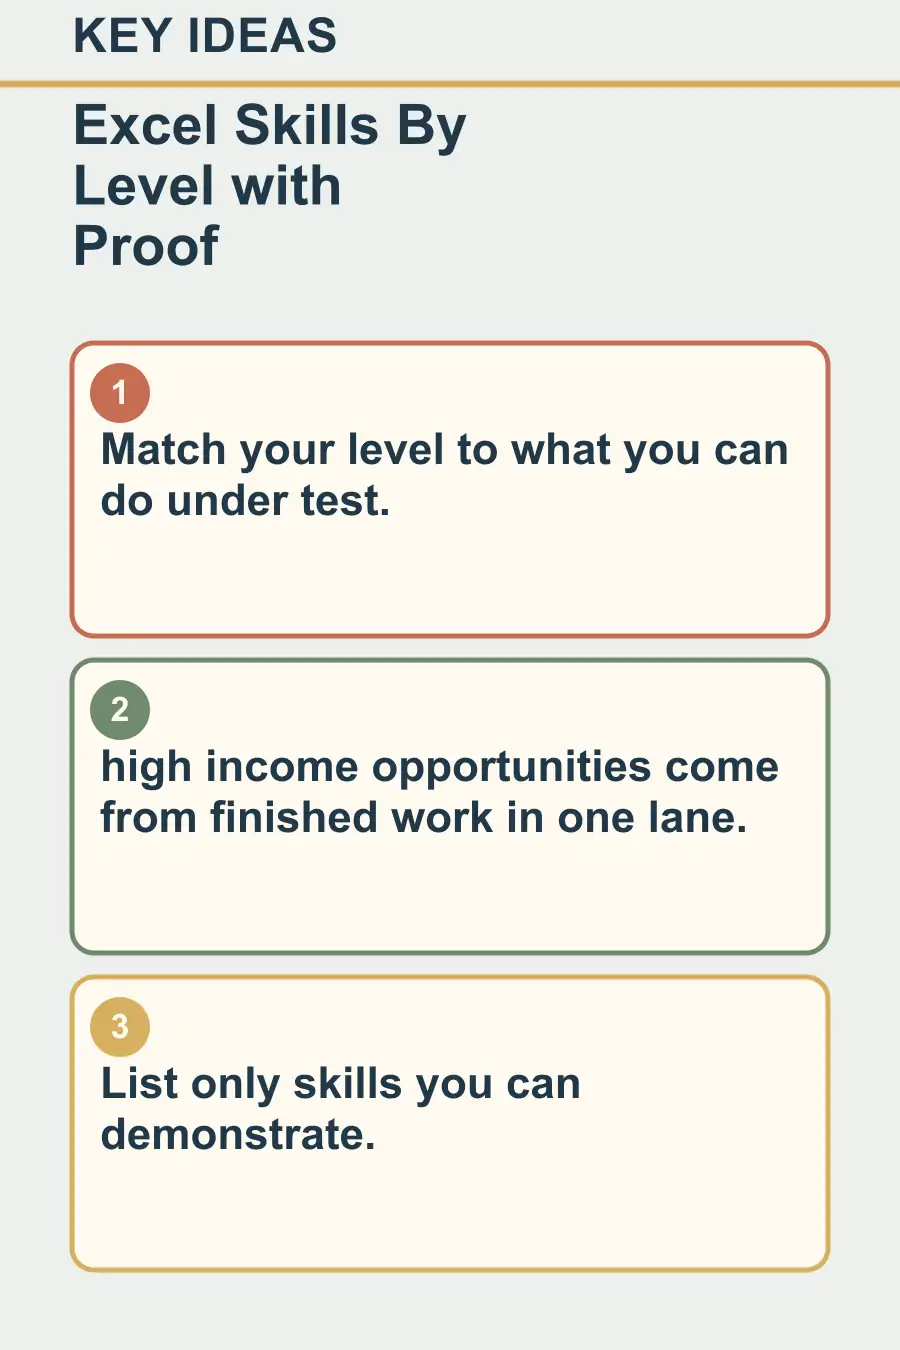 KEY IDEAS
Excel Skills By
Level with
Proof
1
Match your level to what you can
do under test.
2
high income opportunities come
from finished work in one lane.
3
List only skills you can
demonstrate.